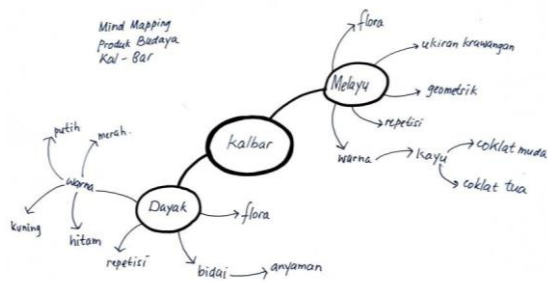 Mind Mapping
Produk Budaya
Kal-Bar
flora
ukiran krawangan
Melayu
geometrik
repetisi
warna
kayu
coklat muda
coklat tua
Kalbar
putih
merah.
warna
kuning
hitam
Dayak
flora
repetisi
bidai
anyaman